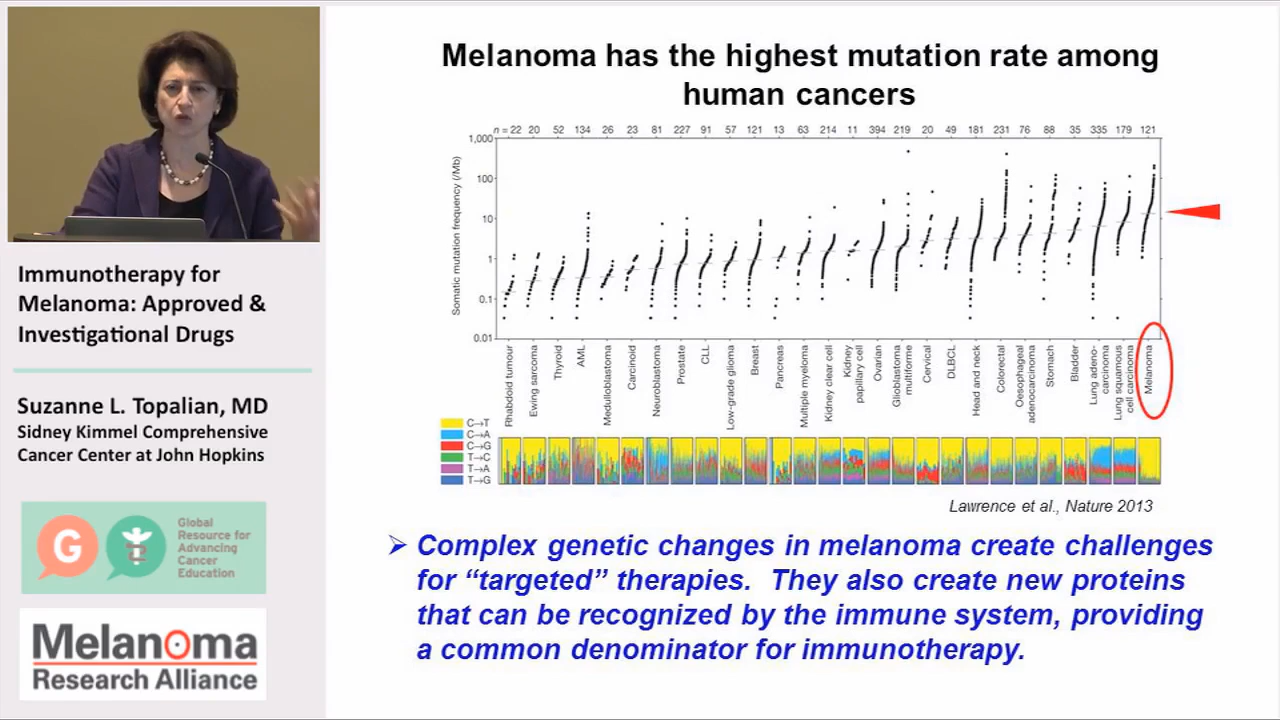 Immunotherapy for
Melanoma: Approved &
Investigational Drugs
Suzanne L. Topalian, MD
Sidney Kimmel Comprehensive
Cancer Center at John Hopkins
G
Global
Resource for
Advancing
Cancer
Education
Melanoma
Research Alliance
Melanoma has the highest mutation rate among
human cancers
n = 22 20 52 134 26 23 81 227 91 57 121 13 63 214 11 394 219 20 49 181 231 76 88 35 335 179 121
Somatic mutation frequency (/Mb)
1,000
100
10
1
0.1
0.01
Rhabdoid tumour
Ewing sarcoma
Thyroid
AML
Medulloblastoma
Carcinoid
Neuroblastoma
Prostate
CLL
Low-grade glioma
Breast
Pancreas
Multiple myeloma
Kidney clear cell
Kidney
papillary cell
Ovarian
Glioblastoma
multiforme
Cervical
DLBCL
Head and neck
Colorectal
Oesophageal
adenocarcinoma
Stomach
Bladder
Lung adeno-
carcinoma
Lung squamous
cell carcinoma
Melanoma
C→T
C→A
C→G
T→C
T→A
T→G
Lawrence et al., Nature 2013
➢ Complex genetic changes in melanoma create challenges
for “targeted” therapies. They also create new proteins
that can be recognized by the immune system, providing
a common denominator for immunotherapy.